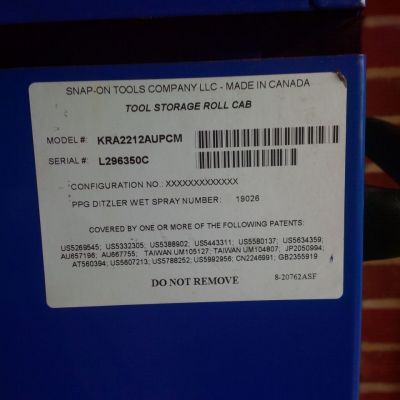 SNAP-ON TOOLS COMPANY LLC - MADE IN CANADA
TOOL STORAGE ROLL CAB
MODEL #: KRA2212AUPCM
SERIAL #: L296350C
CONFIGURATION NO.: XXXXXXXXXXXXX
PPG DITZLER WET SPRAY NUMBER: 19026
COVERED BY ONE OR MORE OF THE FOLLOWING PATENTS:
US5269545; US5332305; US5388902; US5443311; US5580137; US5634359;
AU657196; AU667755; TAIWAN UM105127; TAIWAN UM104807; JP2050994;
AT560394; US5607213; US5788252; US5992956; CN2246991; GB2355919
DO NOT REMOVE 8-20762ASF